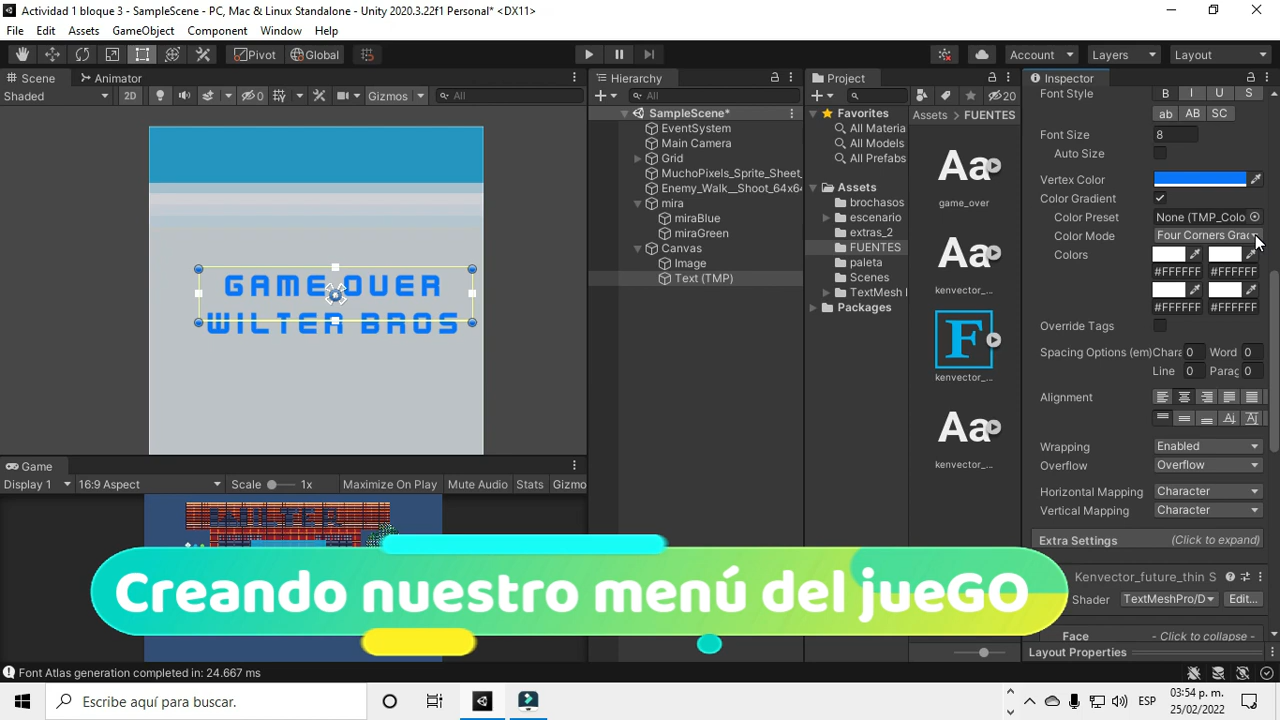 Actividad 1 bloque 3 - SampleScene - PC, Mac & Linux Standalone - Unity 2020.3.22f1 Personal* <DX11>
File Edit Assets GameObject Component Window Help
Pivot Global Account Layers Layout
Scene Animator
Shaded 2D 0 Gizmos All
GAME OVER
WILTER BROS
Game
Display 1 16:9 Aspect Scale 1x Maximize On Play Mute Audio Stats Gizmo
Hierarchy
All
SampleScene*
EventSystem
Main Camera
Grid
MuchoPixels_Sprite_Sheet_
Enemy_Walk__Shoot_64x64
mira
miraBlue
miraGreen
Canvas
Image
Text (TMP)
Project
20
Favorites
All Materia
All Models
All Prefabs
Assets
brochasos
escenario
extras_2
FUENTES
paleta
Scenes
TextMesh
Packages
Assets > FUENTES
Aa
game_over
Aa
kenvector_...
F
kenvector_...
Aa
kenvector_...
Inspector
Font Style B I U S
ab AB SC
Font Size 8
Auto Size
Vertex Color
Color Gradient
Color Preset None (TMP_Colo
Color Mode Four Corners Gra
Colors
#FFFFFF #FFFFFF
#FFFFFF #FFFFFF
Override Tags
Spacing Options (em) Chara 0 Word 0
Line 0 Parag 0
Alignment
Wrapping Enabled
Overflow Overflow
Horizontal Mapping Character
Vertical Mapping Character
Extra Settings (Click to expand)
Kenvector_future_thin S
Shader TextMeshPro/D Edit...
Face - Click to collapse -
Layout Properties
Creando nuestro menú del jueGO
Font Atlas generation completed in: 24.667 ms
Escribe aquí para buscar.
ESP
03:54 p. m.
25/02/2022